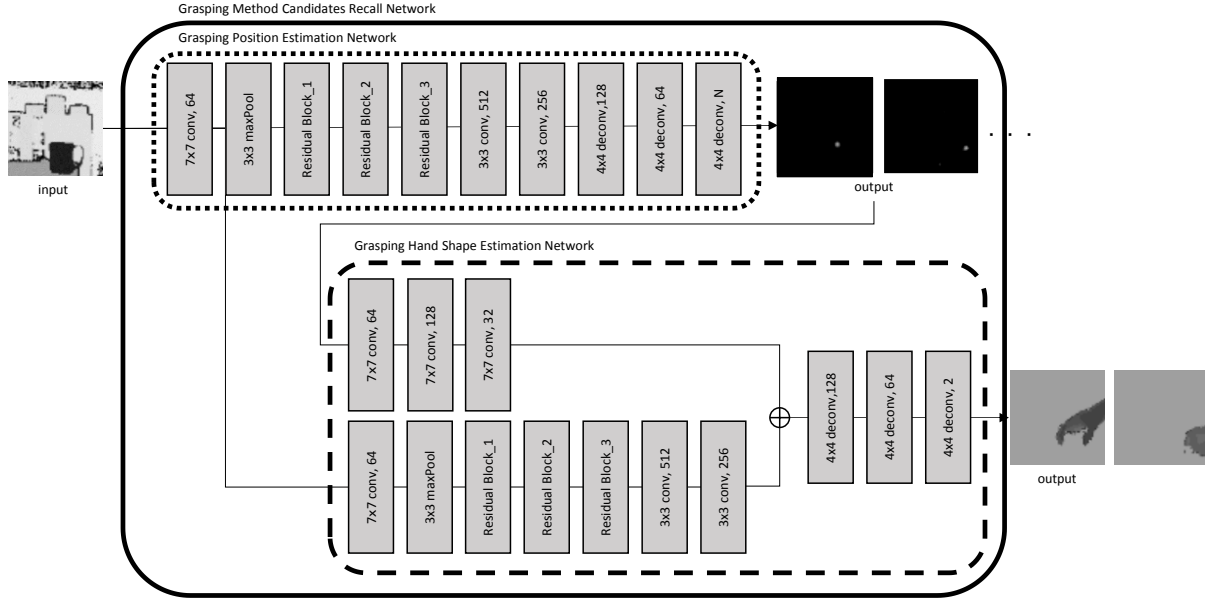 Grasping Method Candidates Recall Network
Grasping Position Estimation Network
7x7 conv, 64
3x3 maxPool
Residual Block_1
Residual Block_2
Residual Block_3
3x3 conv, 512
3x3 conv, 256
4x4 deconv,128
4x4 deconv, 64
4x4 deconv, N
. . .
input
output
Grasping Hand Shape Estimation Network
7x7 conv, 64
7x7 conv, 128
7x7 conv, 32
7x7 conv, 64
3x3 maxPool
Residual Block_1
Residual Block_2
Residual Block_3
3x3 conv, 512
3x3 conv, 256
4x4 deconv,128
4x4 deconv, 64
4x4 deconv, 2
output